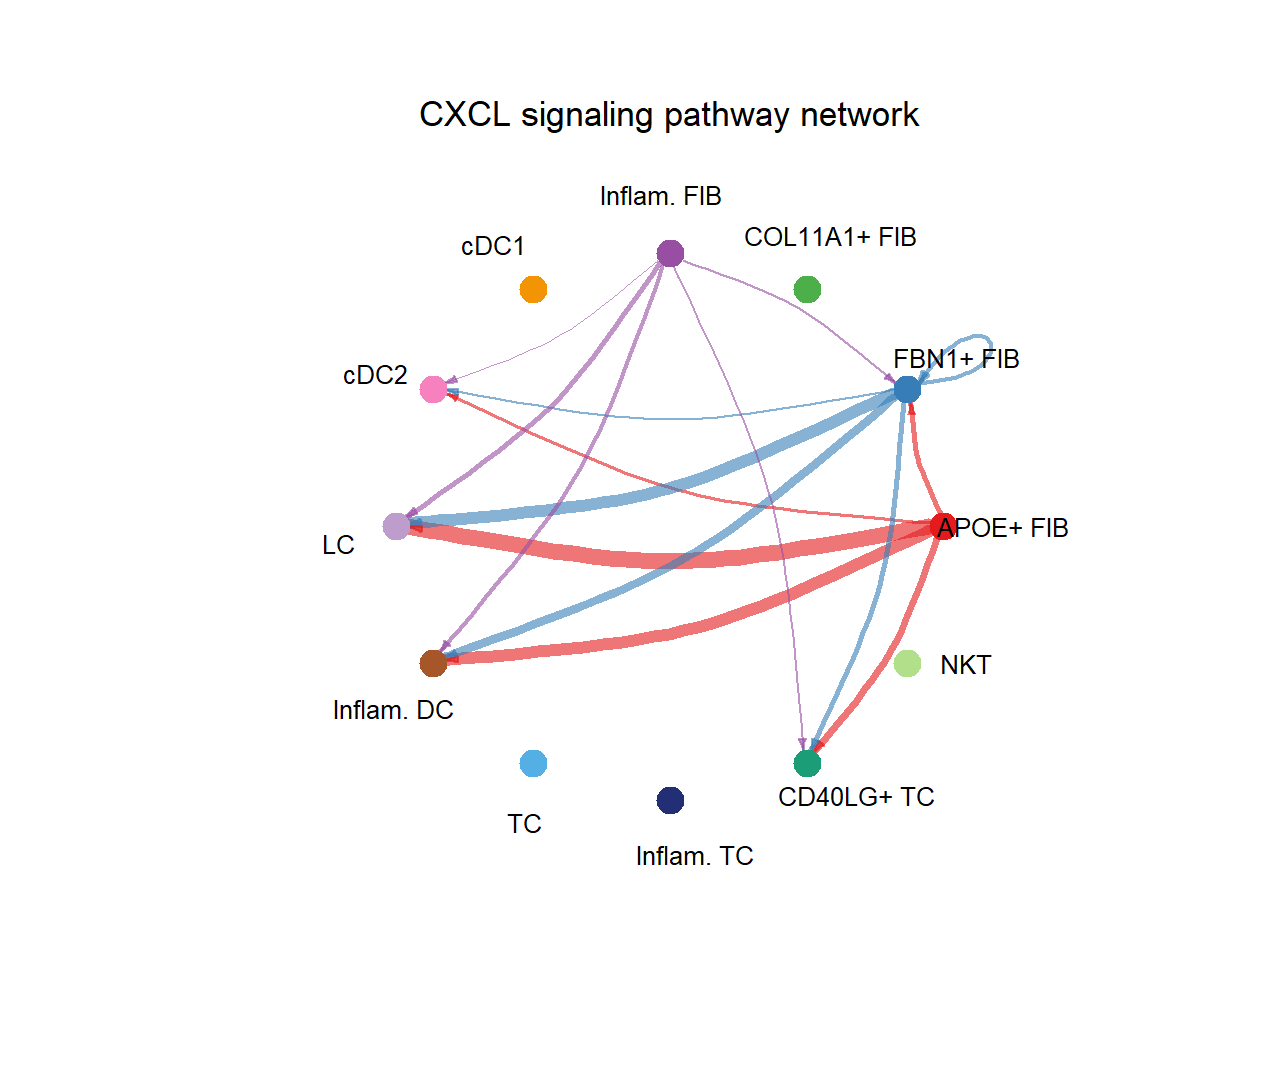 CXCL signaling pathway network
Inflam. FIB
COL11A1+ FIB
cDC1
FBN1+ FIB
cDC2
APOE+ FIB
LC
NKT
Inflam. DC
CD40LG+ TC
TC
Inflam. TC